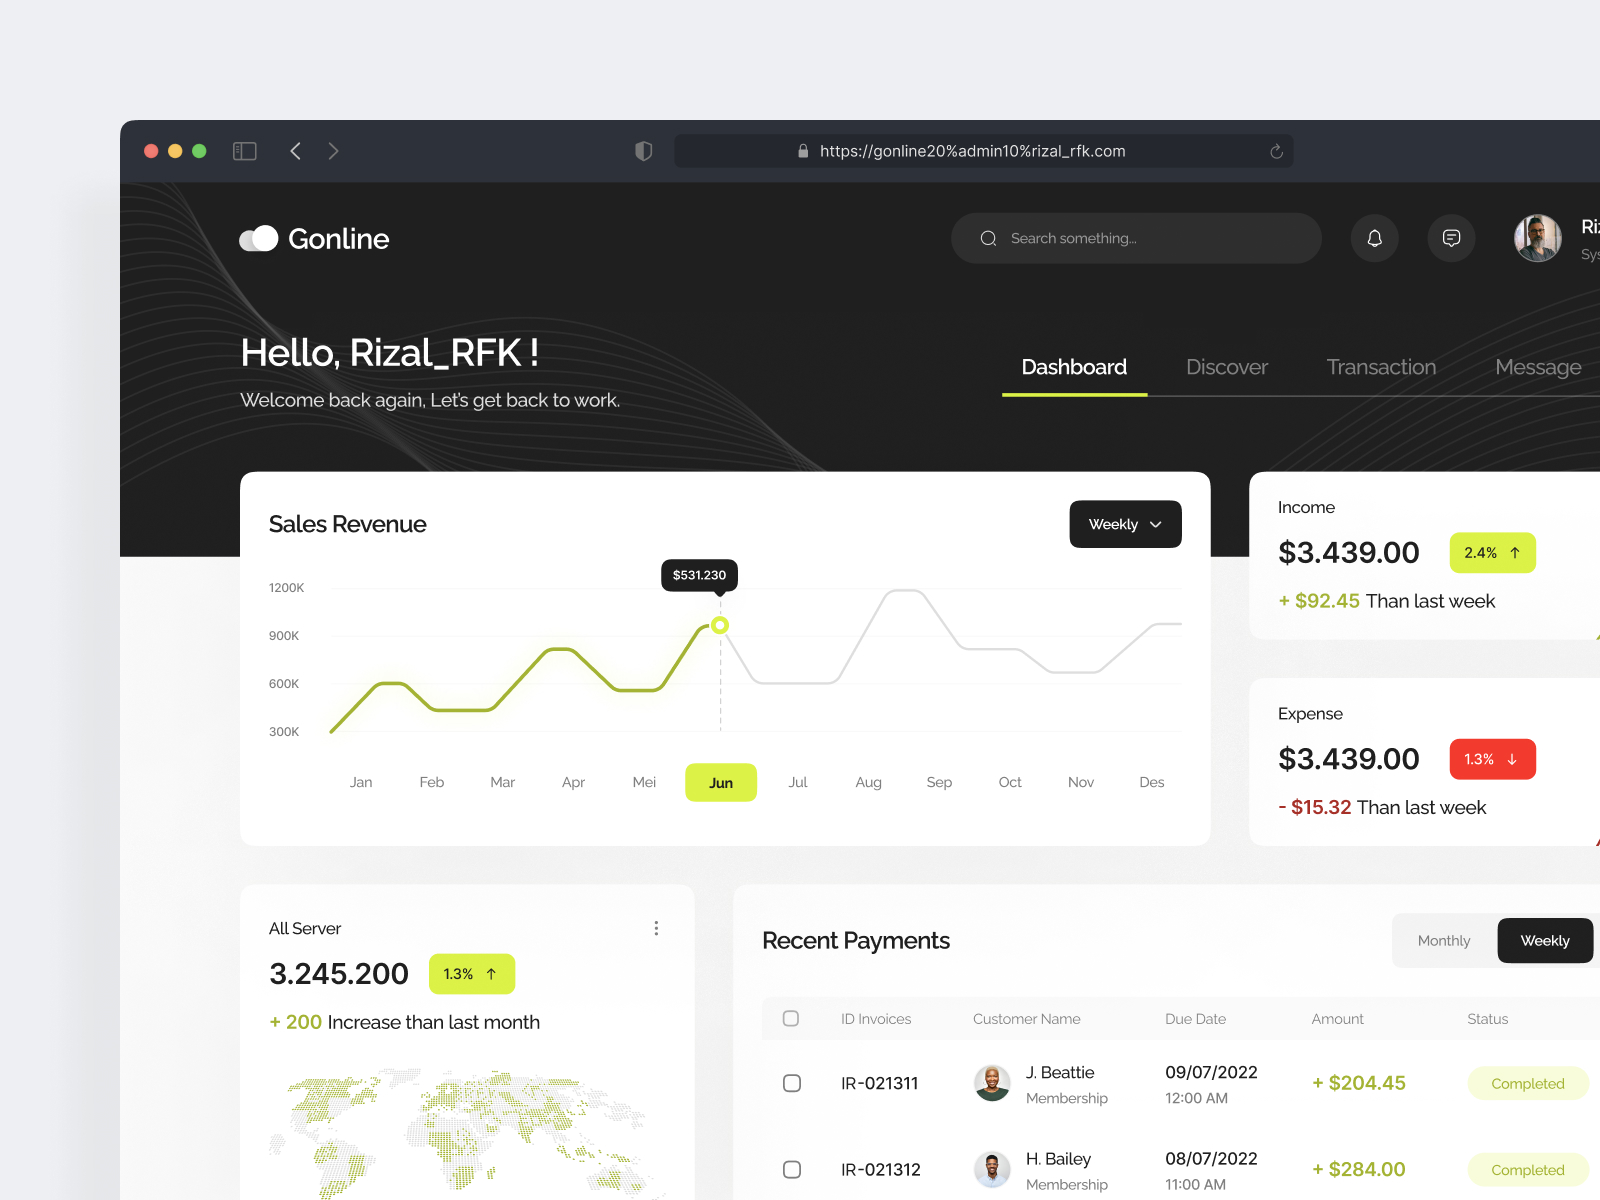 https://gonline20%admin10%rizal_rfk.com
Gonline
Search something...
Hello, Rizal_RFK !
Welcome back again, Let's get back to work.
Dashboard
Discover
Transaction
Message
Sales Revenue
Weekly
$531.230
1200K
900K
600K
300K
Jan Feb Mar Apr Mei Jun Jul Aug Sep Oct Nov Des
Income
$3.439.00
2.4% ↑
+ $92.45 Than last week
Expense
$3.439.00
1.3% ↓
- $15.32 Than last week
All Server
3.245.200
1.3% ↑
+ 200 Increase than last month
Recent Payments
Monthly
Weekly
ID Invoices Customer Name Due Date Amount Status
IR-021311 J. Beattie 09/07/2022 + $204.45 Completed
Membership 12:00 AM
IR-021312 H. Bailey 08/07/2022 + $284.00 Completed
Membership 11:00 AM